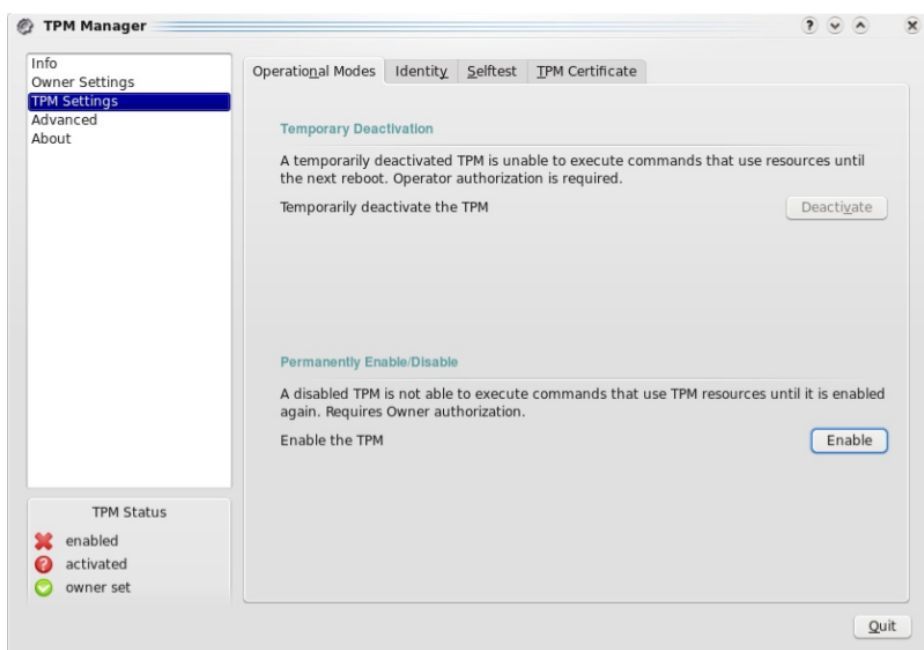 TPM Manager
Info
Owner Settings
TPM Settings
Advanced
About
Operational Modes Identity Selftest TPM Certificate
Temporary Deactivation
A temporarily deactivated TPM is unable to execute commands that use resources until
the next reboot. Operator authorization is required.
Temporarily deactivate the TPM Deactivate
Permanently Enable/Disable
A disabled TPM is not able to execute commands that use TPM resources until it is enabled
again. Requires Owner authorization.
Enable the TPM Enable
TPM Status
enabled
activated
owner set
Quit